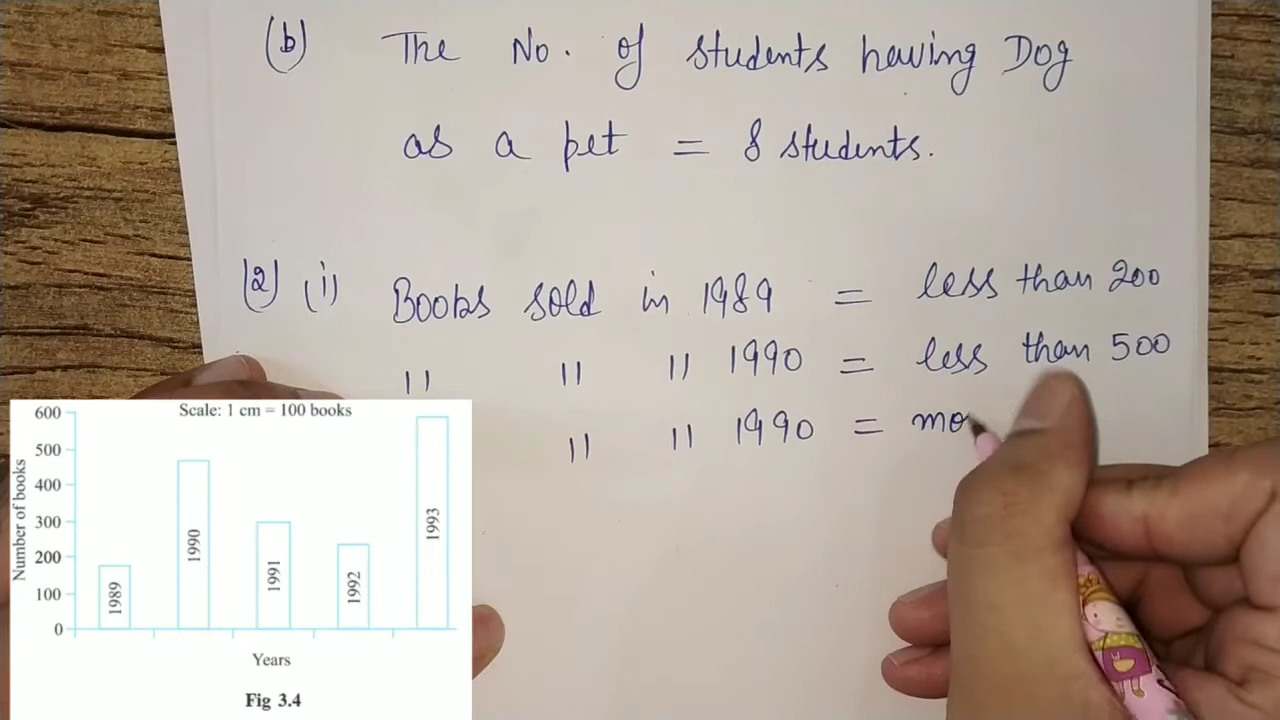 (b) The No. of students having Dog
as a pet = 8 students.
(2) (i) Books sold in 1989 = less than 200
" " " 1990 = less than 500
" " 1990 = mo
Scale: 1 cm = 100 books
600
500
400
300
200
100
0
Number of books
1989
1990
1991
1992
1993
Years
Fig 3.4